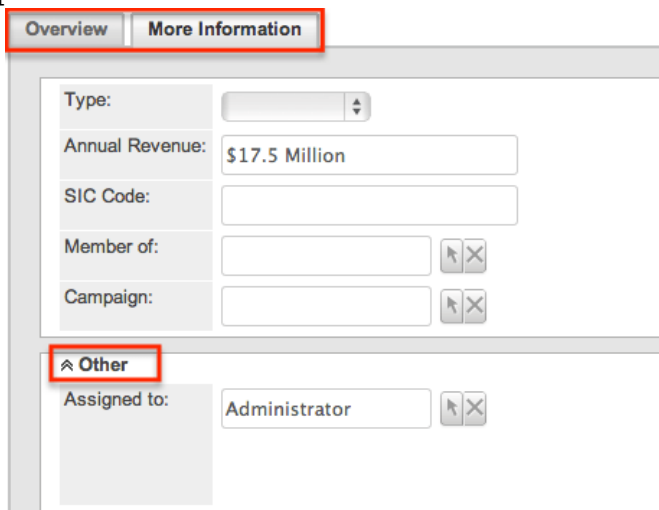 Overview More Information
Type:
Annual Revenue: $17.5 Million
SIC Code:
Member of:
Campaign:
Other
Assigned to: Administrator